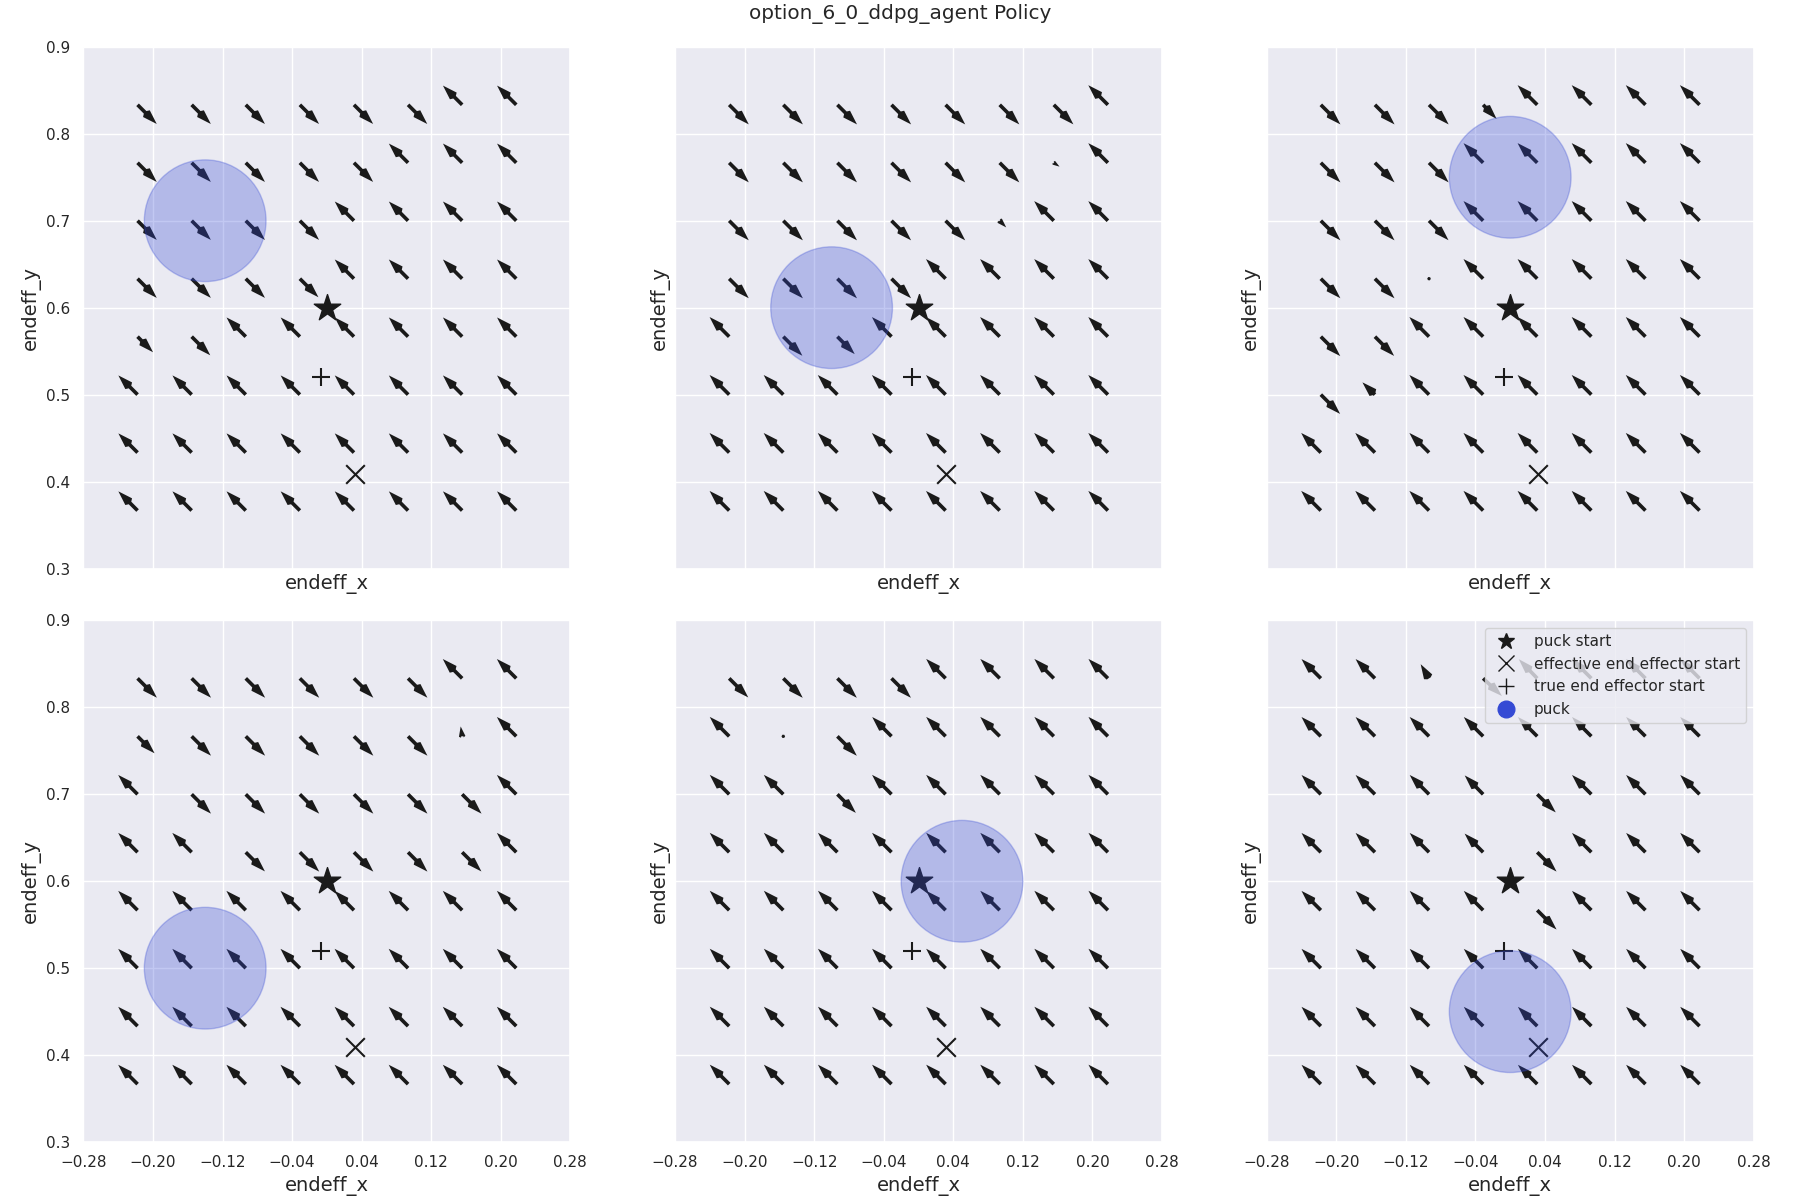 option_6_0_ddpg_agent Policy
0.9
0.8
0.7
0.6
0.5
0.4
0.3
endeff_y
endeff_x
endeff_y
endeff_x
endeff_y
endeff_x
0.9
0.8
0.7
0.6
0.5
0.4
0.3
endeff_y
−0.28 −0.20 −0.12 −0.04 0.04 0.12 0.20 0.28
endeff_x
endeff_y
−0.28 −0.20 −0.12 −0.04 0.04 0.12 0.20 0.28
endeff_x
endeff_y
puck start
effective end effector start
true end effector start
puck
−0.28 −0.20 −0.12 −0.04 0.04 0.12 0.20 0.28
endeff_x